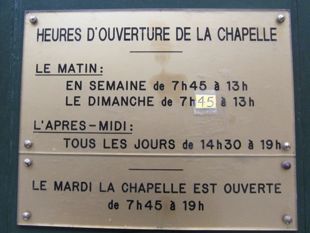 HEURES D'OUVERTURE DE LA CHAPELLE
LE MATIN:
EN SEMAINE de 7h45 à 13h
LE DIMANCHE de 7h45 à 13h
L'APRES-MIDI:
TOUS LES JOURS de 14h30 à 19h
LE MARDI LA CHAPELLE EST OUVERTE
de 7h45 à 19h